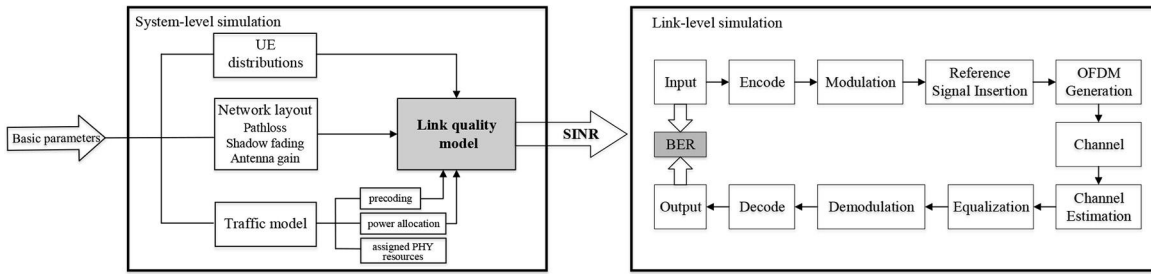 System-level simulation
UE
distributions
Network layout
Pathloss
Shadow fading
Antenna gain
Basic parameters
Traffic model
precoding
power allocation
assigned PHY
resources
Link quality
model
SINR
Link-level simulation
Input
Encode
Modulation
Reference
Signal Insertion
OFDM
Generation
BER
Channel
Output
Decode
Demodulation
Equalization
Channel
Estimation